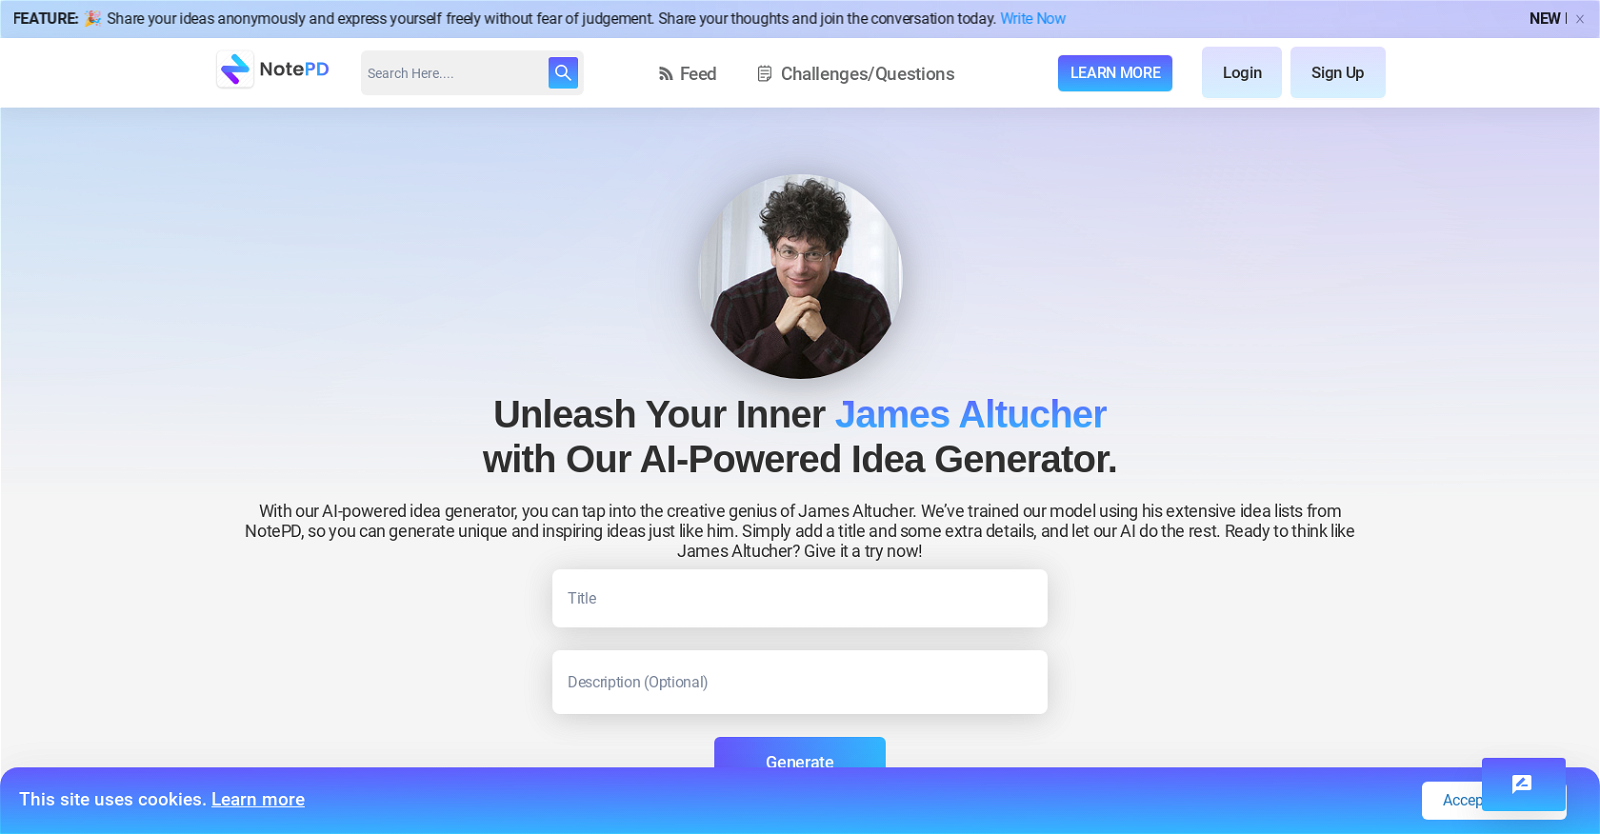 FEATURE: 🎉 Share your ideas anonymously and express yourself freely without fear of judgement. Share your thoughts and join the conversation today. Write Now
NEW
NotePD
Search Here....
Feed
Challenges/Questions
LEARN MORE
Login
Sign Up
Unleash Your Inner James Altucher
with Our AI-Powered Idea Generator.
With our AI-powered idea generator, you can tap into the creative genius of James Altucher. We've trained our model using his extensive idea lists from
NotePD, so you can generate unique and inspiring ideas just like him. Simply add a title and some extra details, and let our AI do the rest. Ready to think like
James Altucher? Give it a try now!
Title
Description (Optional)
Generate
This site uses cookies. Learn more